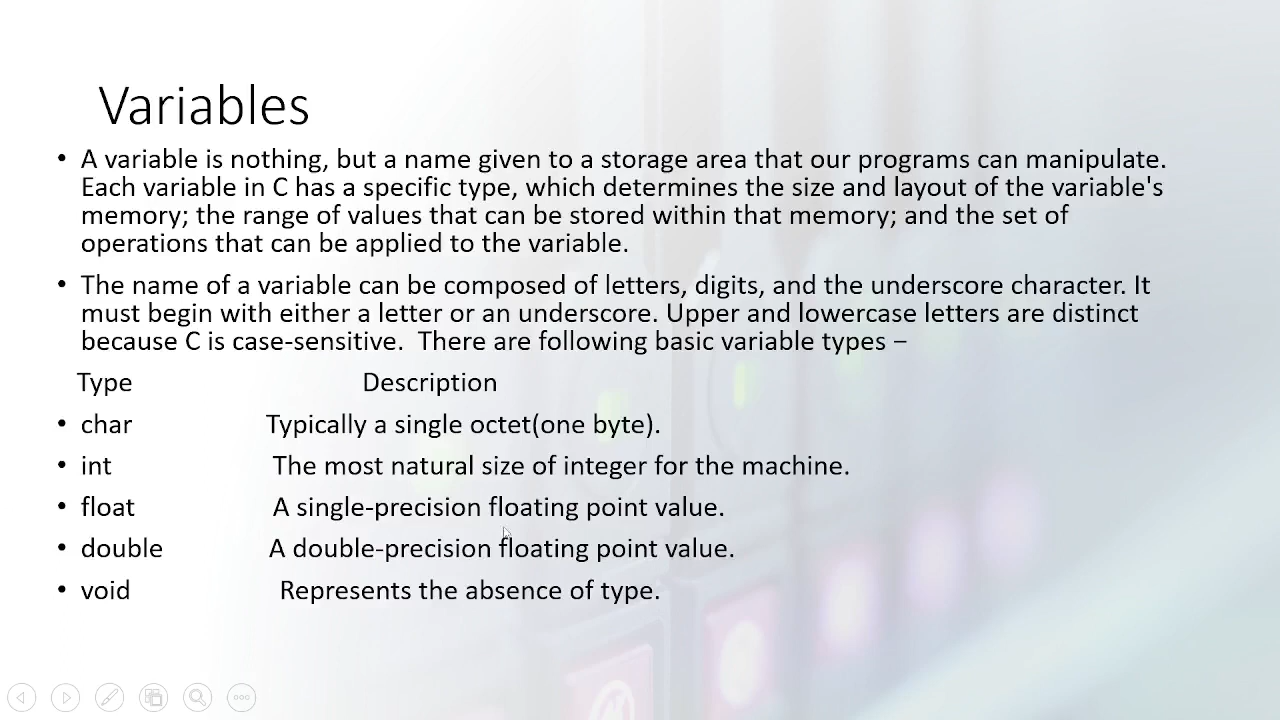 Variables
• A variable is nothing, but a name given to a storage area that our programs can manipulate.
Each variable in C has a specific type, which determines the size and layout of the variable's
memory; the range of values that can be stored within that memory; and the set of
operations that can be applied to the variable.
• The name of a variable can be composed of letters, digits, and the underscore character. It
must begin with either a letter or an underscore. Upper and lowercase letters are distinct
because C is case-sensitive.  There are following basic variable types −
Type Description
• char Typically a single octet(one byte).
• int The most natural size of integer for the machine.
• float A single-precision floating point value.
• double A double-precision floating point value.
• void Represents the absence of type.